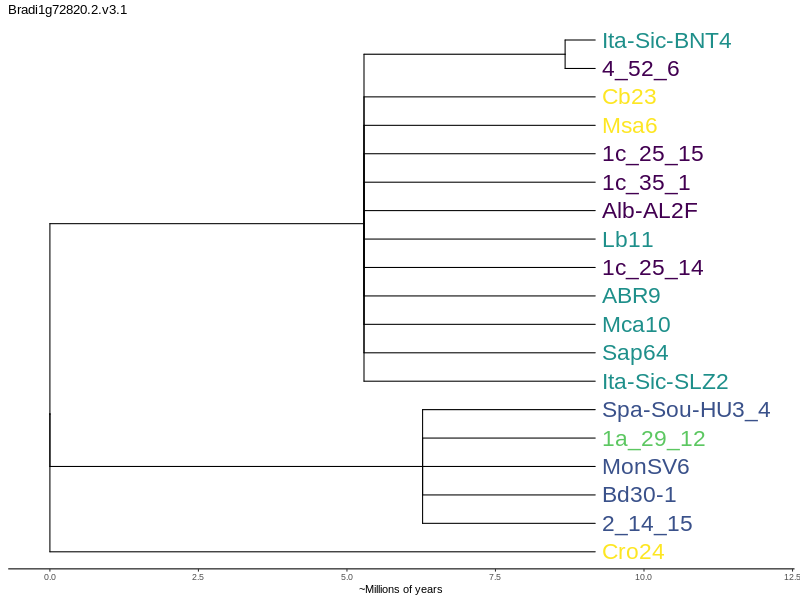 Bradi1g72820.2.v3.1
Ita-Sic-BNT4
4_52_6
Cb23
Msa6
1c_25_15
1c_35_1
Alb-AL2F
Lb11
1c_25_14
ABR9
Mca10
Sap64
Ita-Sic-SLZ2
Spa-Sou-HU3_4
1a_29_12
MonSV6
Bd30-1
2_14_15
Cro24
0.0 2.5 5.0 7.5 10.0 12.5
~Millions of years